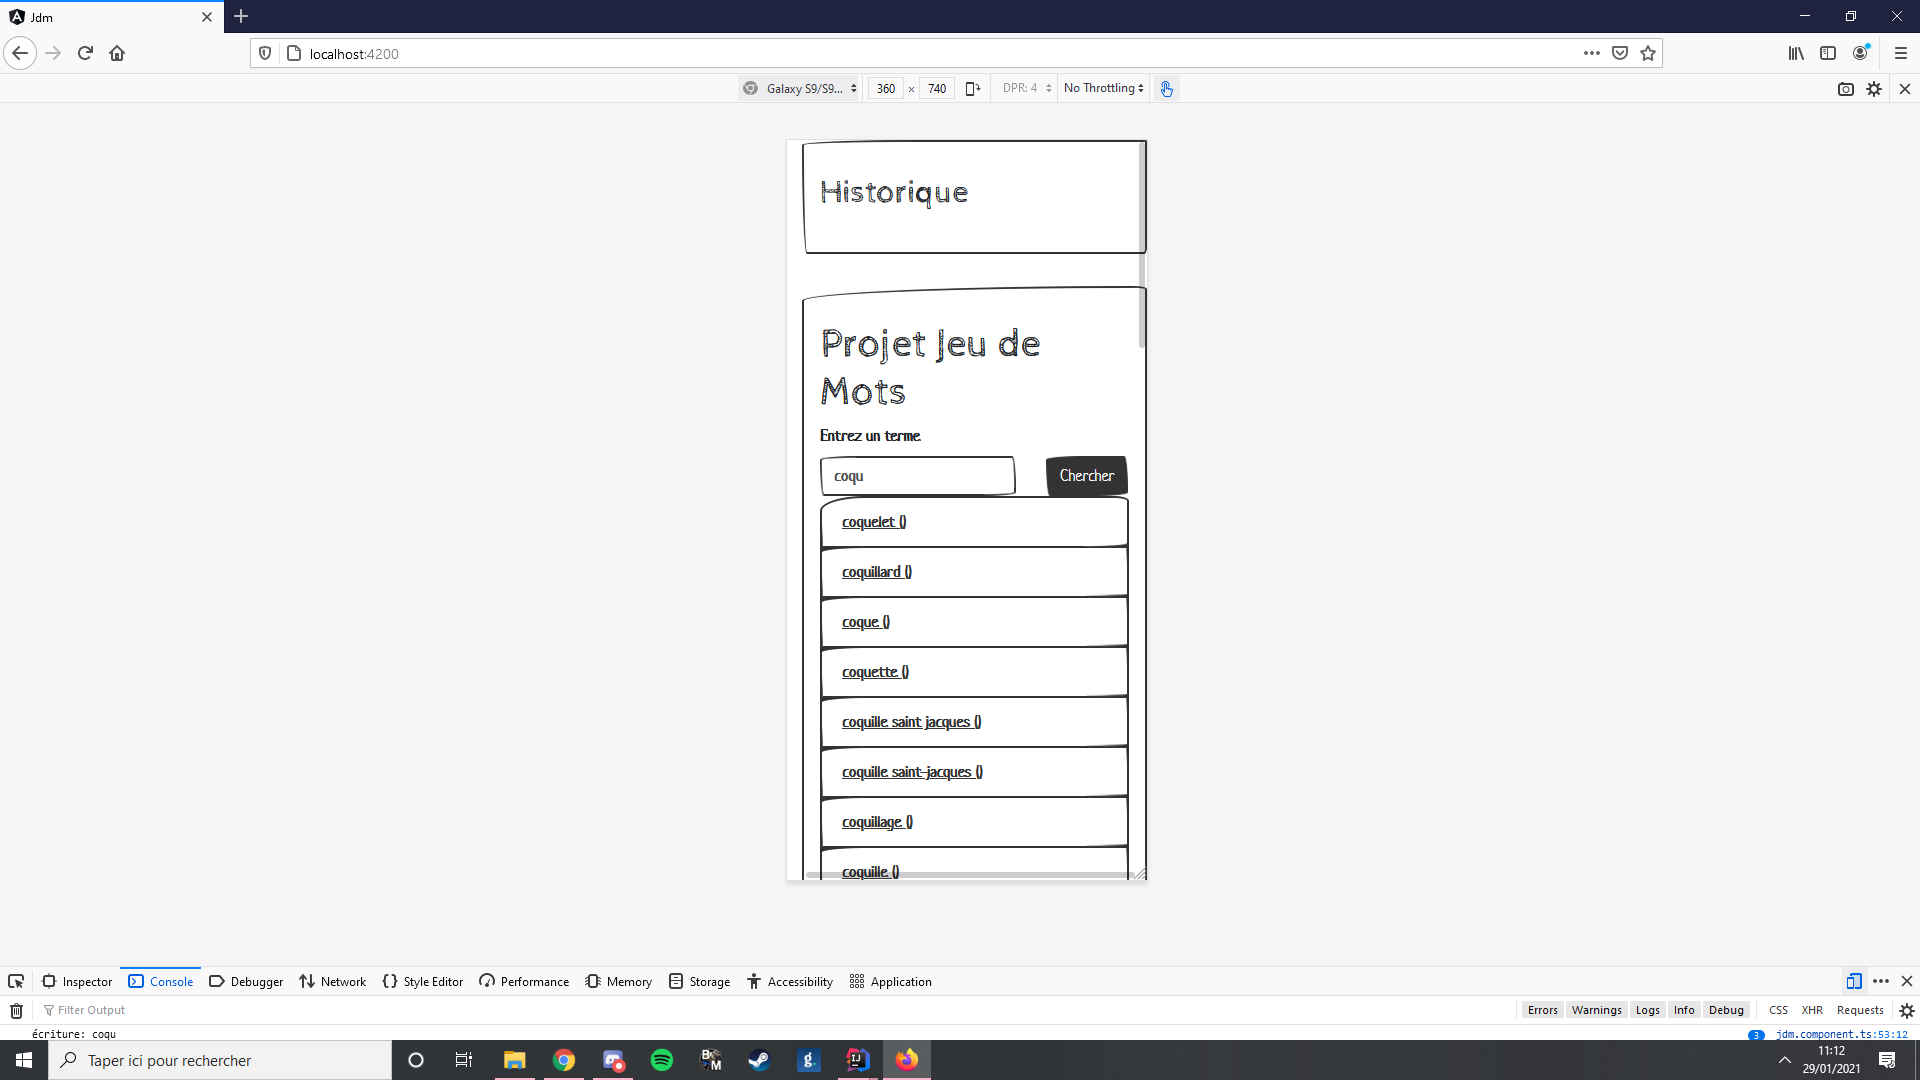 Jdm
localhost:4200
Galaxy S9/S9... 360 × 740 DPR: 4 No Throttling
Historique
Projet Jeu de
Mots
Entrez un terme
coqu
Chercher
coquelet ()
coquillard ()
coque ()
coquette ()
coquille saint jacques ()
coquille saint-jacques ()
coquillage ()
coquille ()
Inspector Console Debugger Network Style Editor Performance Memory Storage Accessibility Application
Filter Output Errors Warnings Logs Info Debug CSS XHR Requests
écriture: coqu 3 jdm.component.ts:53:12
Taper ici pour rechercher
11:12
29/01/2021